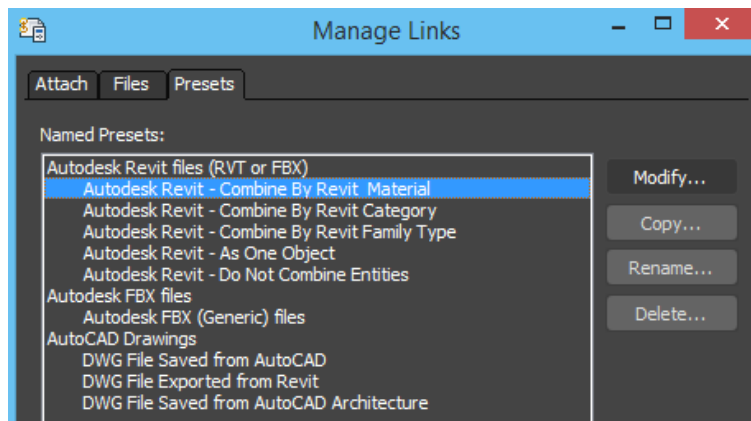 Manage Links
Attach Files Presets
Named Presets:
Autodesk Revit files (RVT or FBX)
Autodesk Revit - Combine By Revit  Material
Autodesk Revit - Combine By Revit Category
Autodesk Revit - Combine By Revit Family Type
Autodesk Revit - As One Object
Autodesk Revit - Do Not Combine Entities
Autodesk FBX files
Autodesk FBX (Generic) files
AutoCAD Drawings
DWG File Saved from AutoCAD
DWG File Exported from Revit
DWG File Saved from AutoCAD Architecture
Modify...
Copy...
Rename...
Delete...